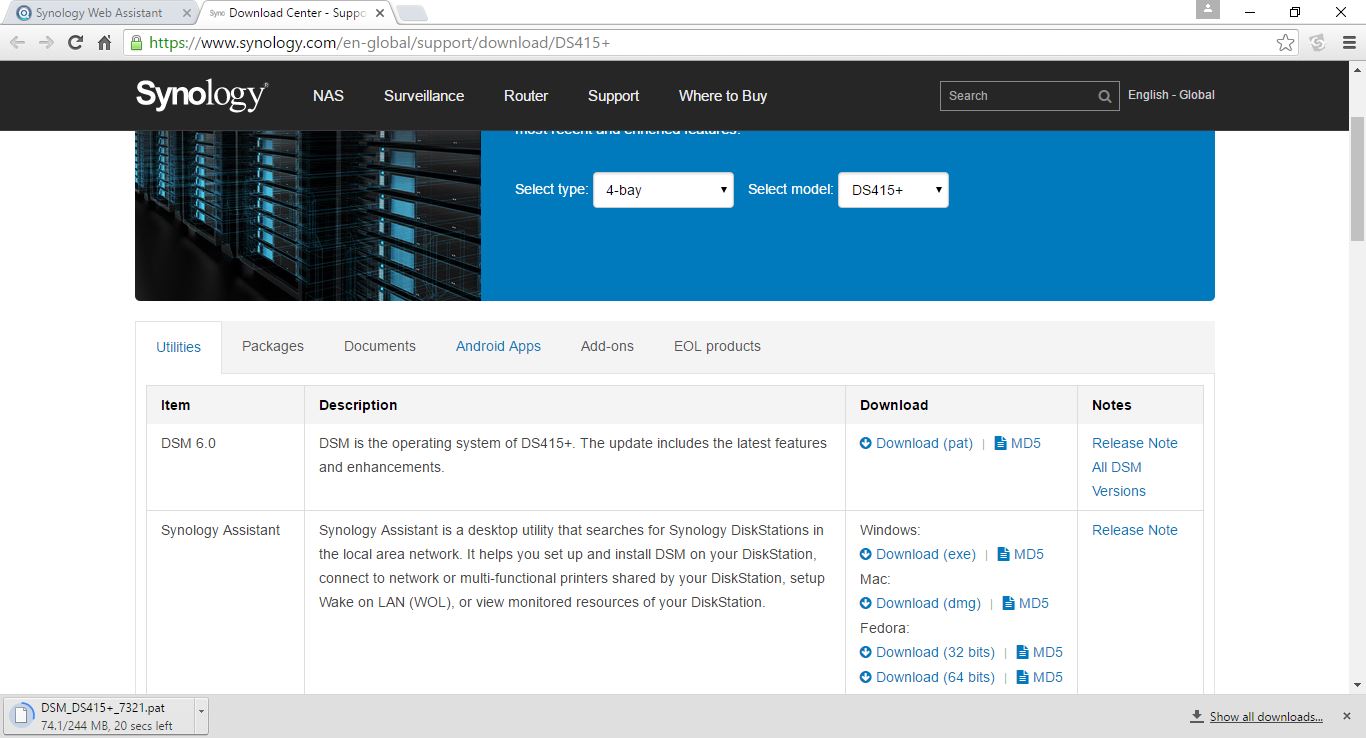 Synology Web Assistant
Syno Download Center - Suppo
https://www.synology.com/en-global/support/download/DS415+
Synology® NAS Surveillance Router Support Where to Buy Search English - Global
most recent and enriched features.
Select type: 4-bay Select model: DS415+
Utilities Packages Documents Android Apps Add-ons EOL products
Item Description Download Notes
DSM 6.0 DSM is the operating system of DS415+. The update includes the latest features Download (pat) | MD5 Release Note
and enhancements. All DSM
Versions
Synology Assistant Synology Assistant is a desktop utility that searches for Synology DiskStations in Windows: Release Note
the local area network. It helps you set up and install DSM on your DiskStation, Download (exe) | MD5
connect to network or multi-functional printers shared by your DiskStation, setup Mac:
Wake on LAN (WOL), or view monitored resources of your DiskStation. Download (dmg) | MD5
Fedora:
Download (32 bits) | MD5
Download (64 bits) | MD5
DSM_DS415+_7321.pat
74.1/244 MB, 20 secs left
Show all downloads...